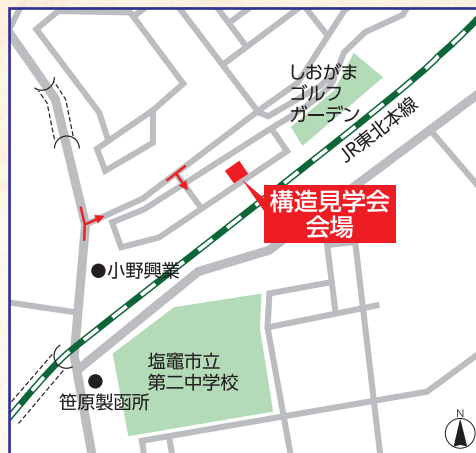 しおがま
ゴルフ
ガーデン
JR東北本線
構造見学会
会場
小野興業
塩竈市立
第二中学校
笹原製函所
N